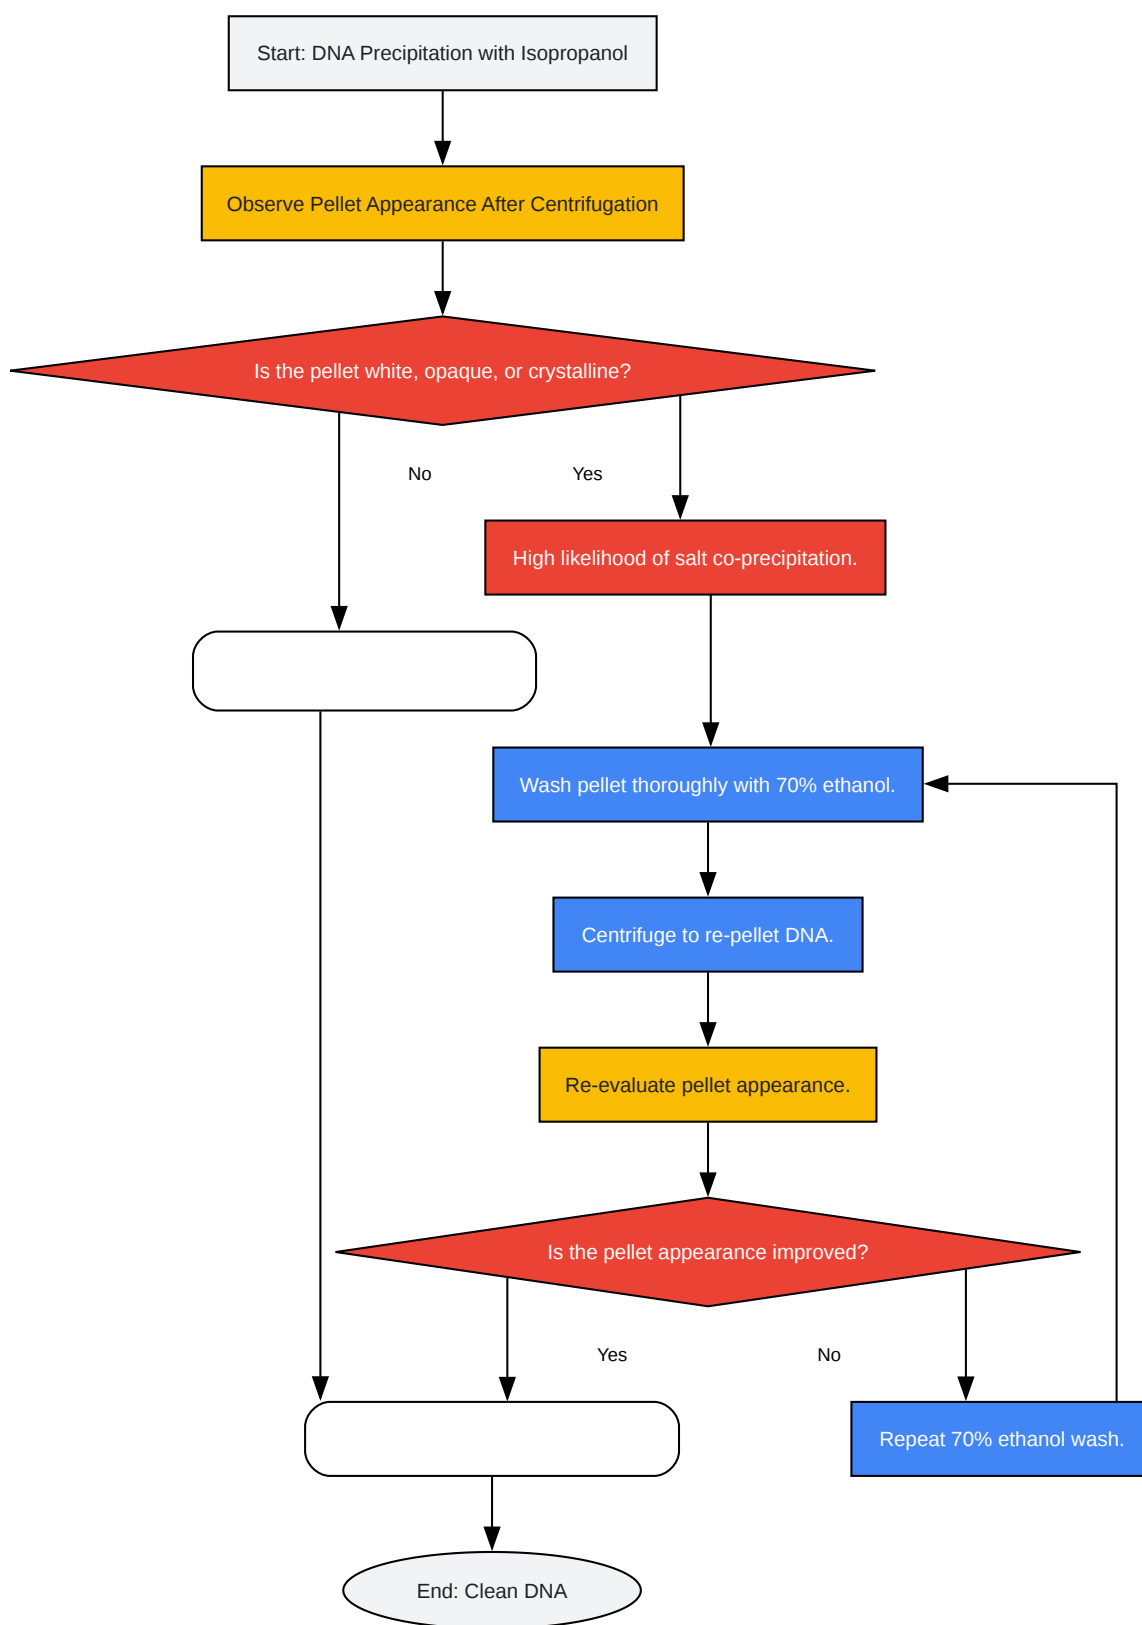 Start: DNA Precipitation with Isopropanol
Observe Pellet Appearance After Centrifugation
Is the pellet white, opaque, or crystalline?
No
Yes
High likelihood of salt co-precipitation.
Wash pellet thoroughly with 70% ethanol.
Centrifuge to re-pellet DNA.
Re-evaluate pellet appearance.
Is the pellet appearance improved?
Yes
No
Repeat 70% ethanol wash.
End: Clean DNA